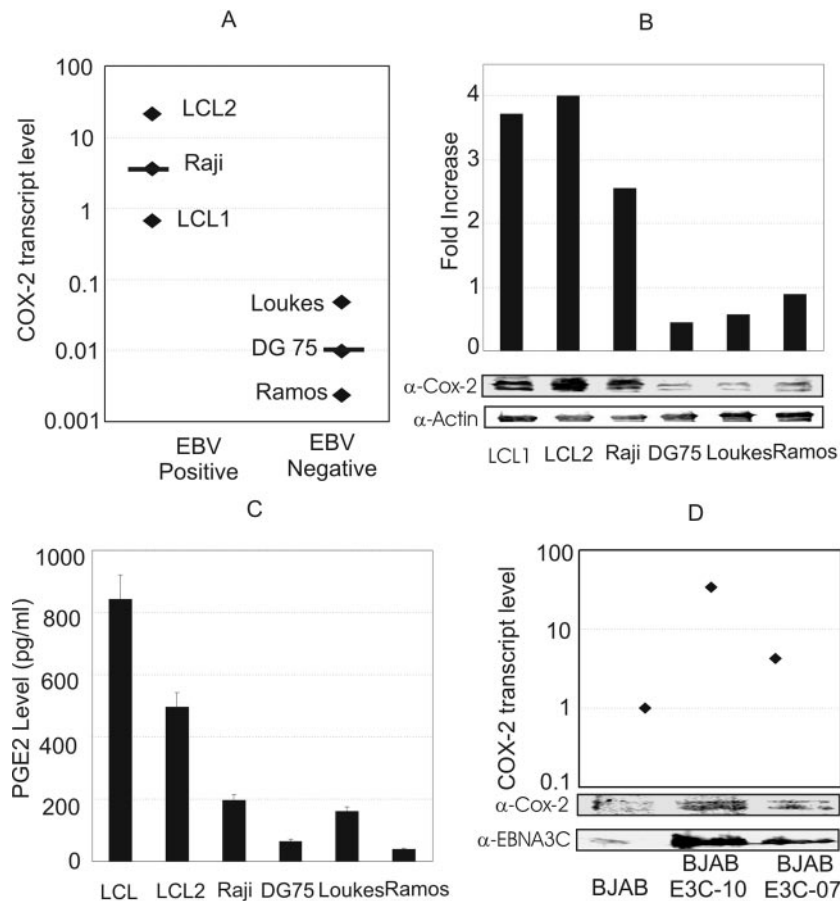 A
COX-2 transcript level
100
10
1
0.1
0.01
0.001
LCL2
Raji
LCL1
Loukes
DG 75
Ramos
EBV
Positive
EBV
Negative
B
Fold Increase
4
3
2
1
0
α-Cox-2
α-Actin
LCL1 LCL2 Raji DG75 Loukes Ramos
C
PGE2 Level (pg/ml)
1000
800
600
400
200
0
LCL LCL2 Raji DG75 Loukes Ramos
D
COX-2 transcript level
100
10
1
0.1
α-Cox-2
α-EBNA3C
BJAB
BJAB
E3C-10
BJAB
E3C-07